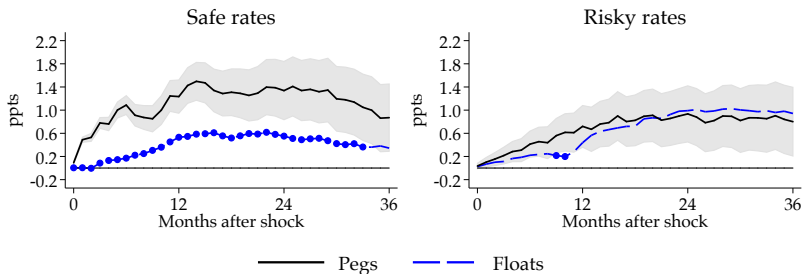 Safe rates
2.2
1.8
1.4
1.0
0.6
0.2
-0.2
ppts
0 12 24 36
Months after shock
Risky rates
2.2
1.8
1.4
1.0
0.6
0.2
-0.2
ppts
0 12 24 36
Months after shock
Pegs Floats